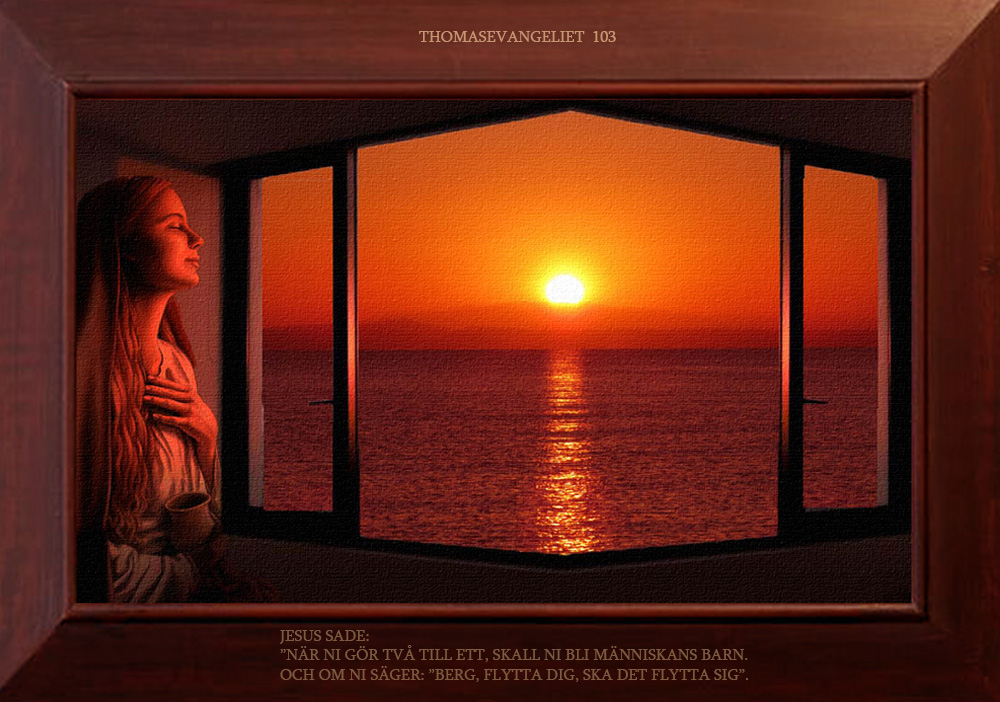 THOMASEVANGELIET 103
JESUS SADE:
”NÄR NI GÖR TVÅ TILL ETT, SKALL NI BLI MÄNNISKANS BARN.
OCH OM NI SÄGER: ”BERG, FLYTTA DIG, SKA DET FLYTTA SIG”.